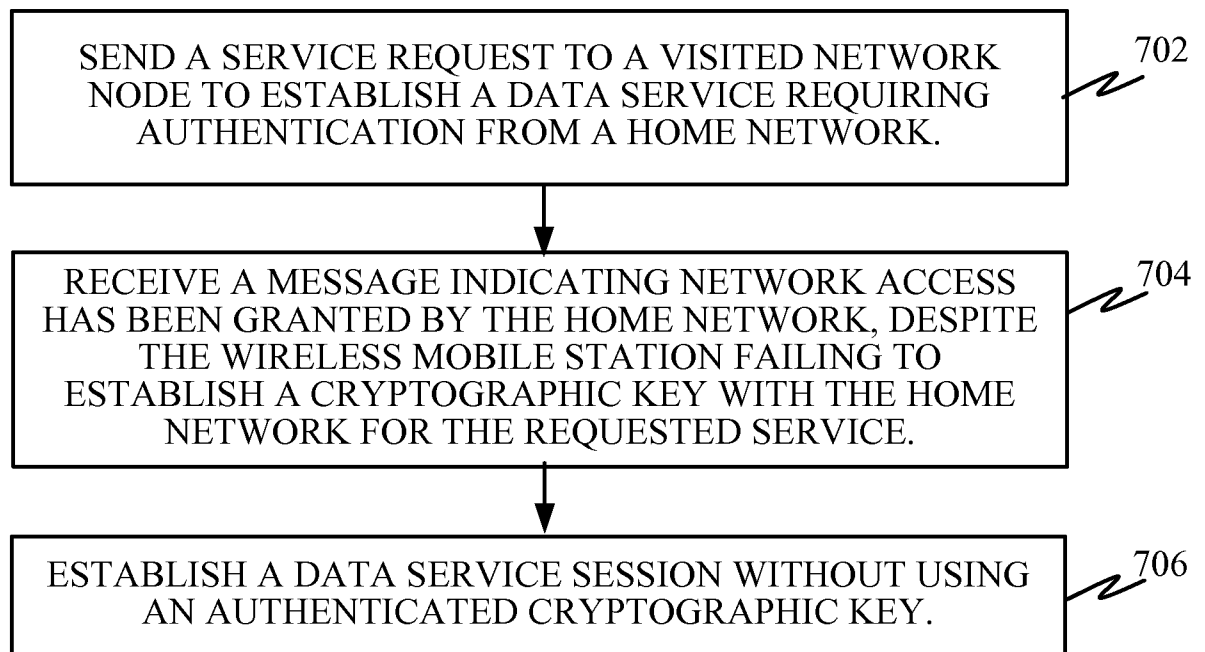 SEND A SERVICE REQUEST TO A VISITED NETWORK
NODE TO ESTABLISH A DATA SERVICE REQUIRING
AUTHENTICATION FROM A HOME NETWORK.
702
RECEIVE A MESSAGE INDICATING NETWORK ACCESS
HAS BEEN GRANTED BY THE HOME NETWORK, DESPITE
THE WIRELESS MOBILE STATION FAILING TO
ESTABLISH A CRYPTOGRAPHIC KEY WITH THE HOME
NETWORK FOR THE REQUESTED SERVICE.
704
ESTABLISH A DATA SERVICE SESSION WITHOUT USING
AN AUTHENTICATED CRYPTOGRAPHIC KEY.
706